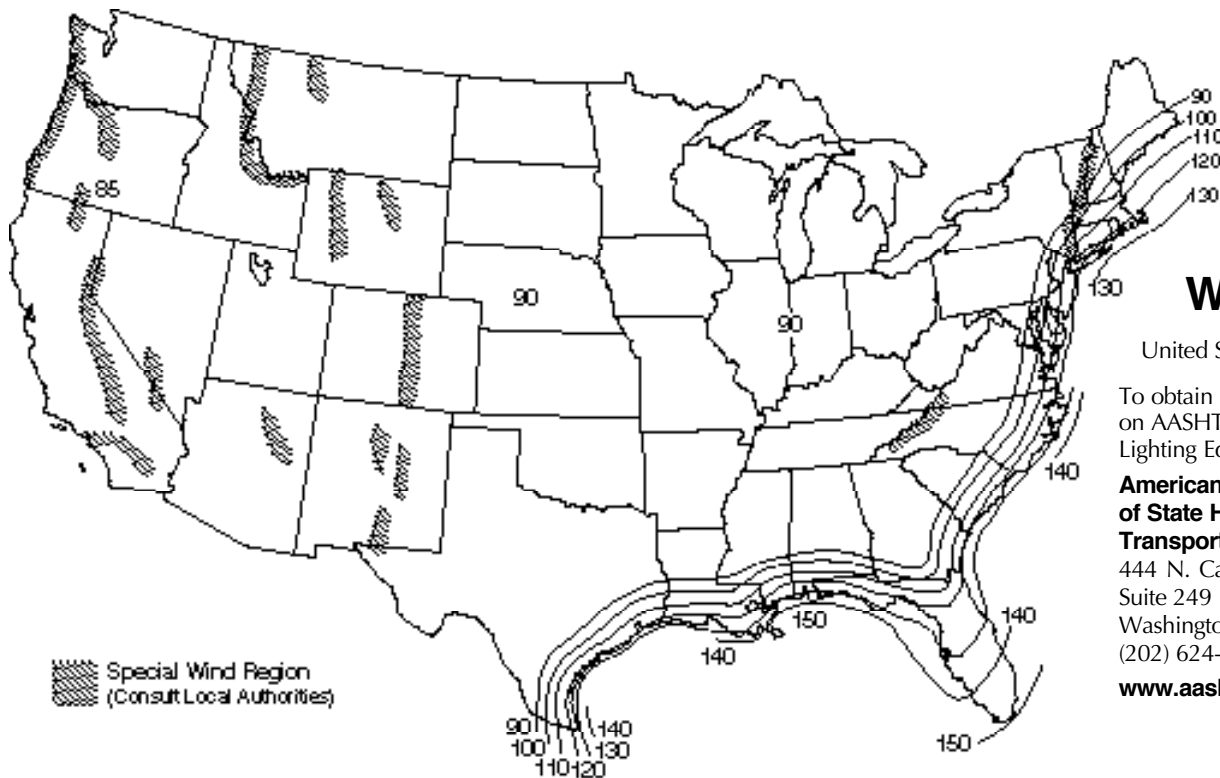 90
100
110
120
130
85
130
90
90
W
United S
To obtain
on AASHT
Lighting Ec
American
of State H
Transport
444 N. Ca
Suite 249
Washingto
(202) 624-
www.aasl
140
150
140
140
150
Special Wind Region
(Consult Local Authorities)
90
100
110
120
130
140